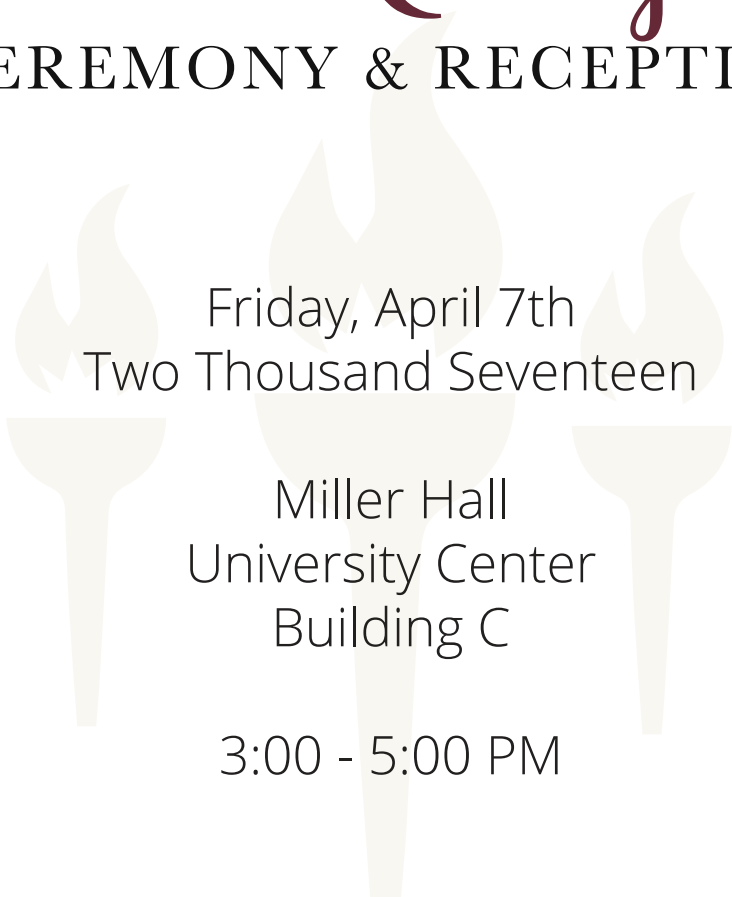 EREMONY & RECEPTI
Friday, April 7th
Two Thousand Seventeen
Miller Hall
University Center
Building C
3:00 - 5:00 PM